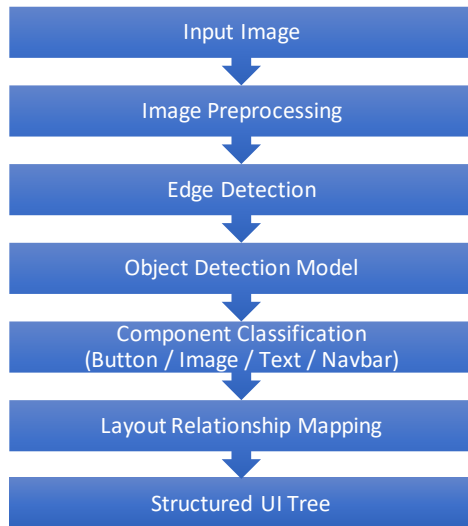 Input Image
Image Preprocessing
Edge Detection
Object Detection Model
Component Classification
(Button / Image / Text / Navbar)
Layout Relationship Mapping
Structured UI Tree